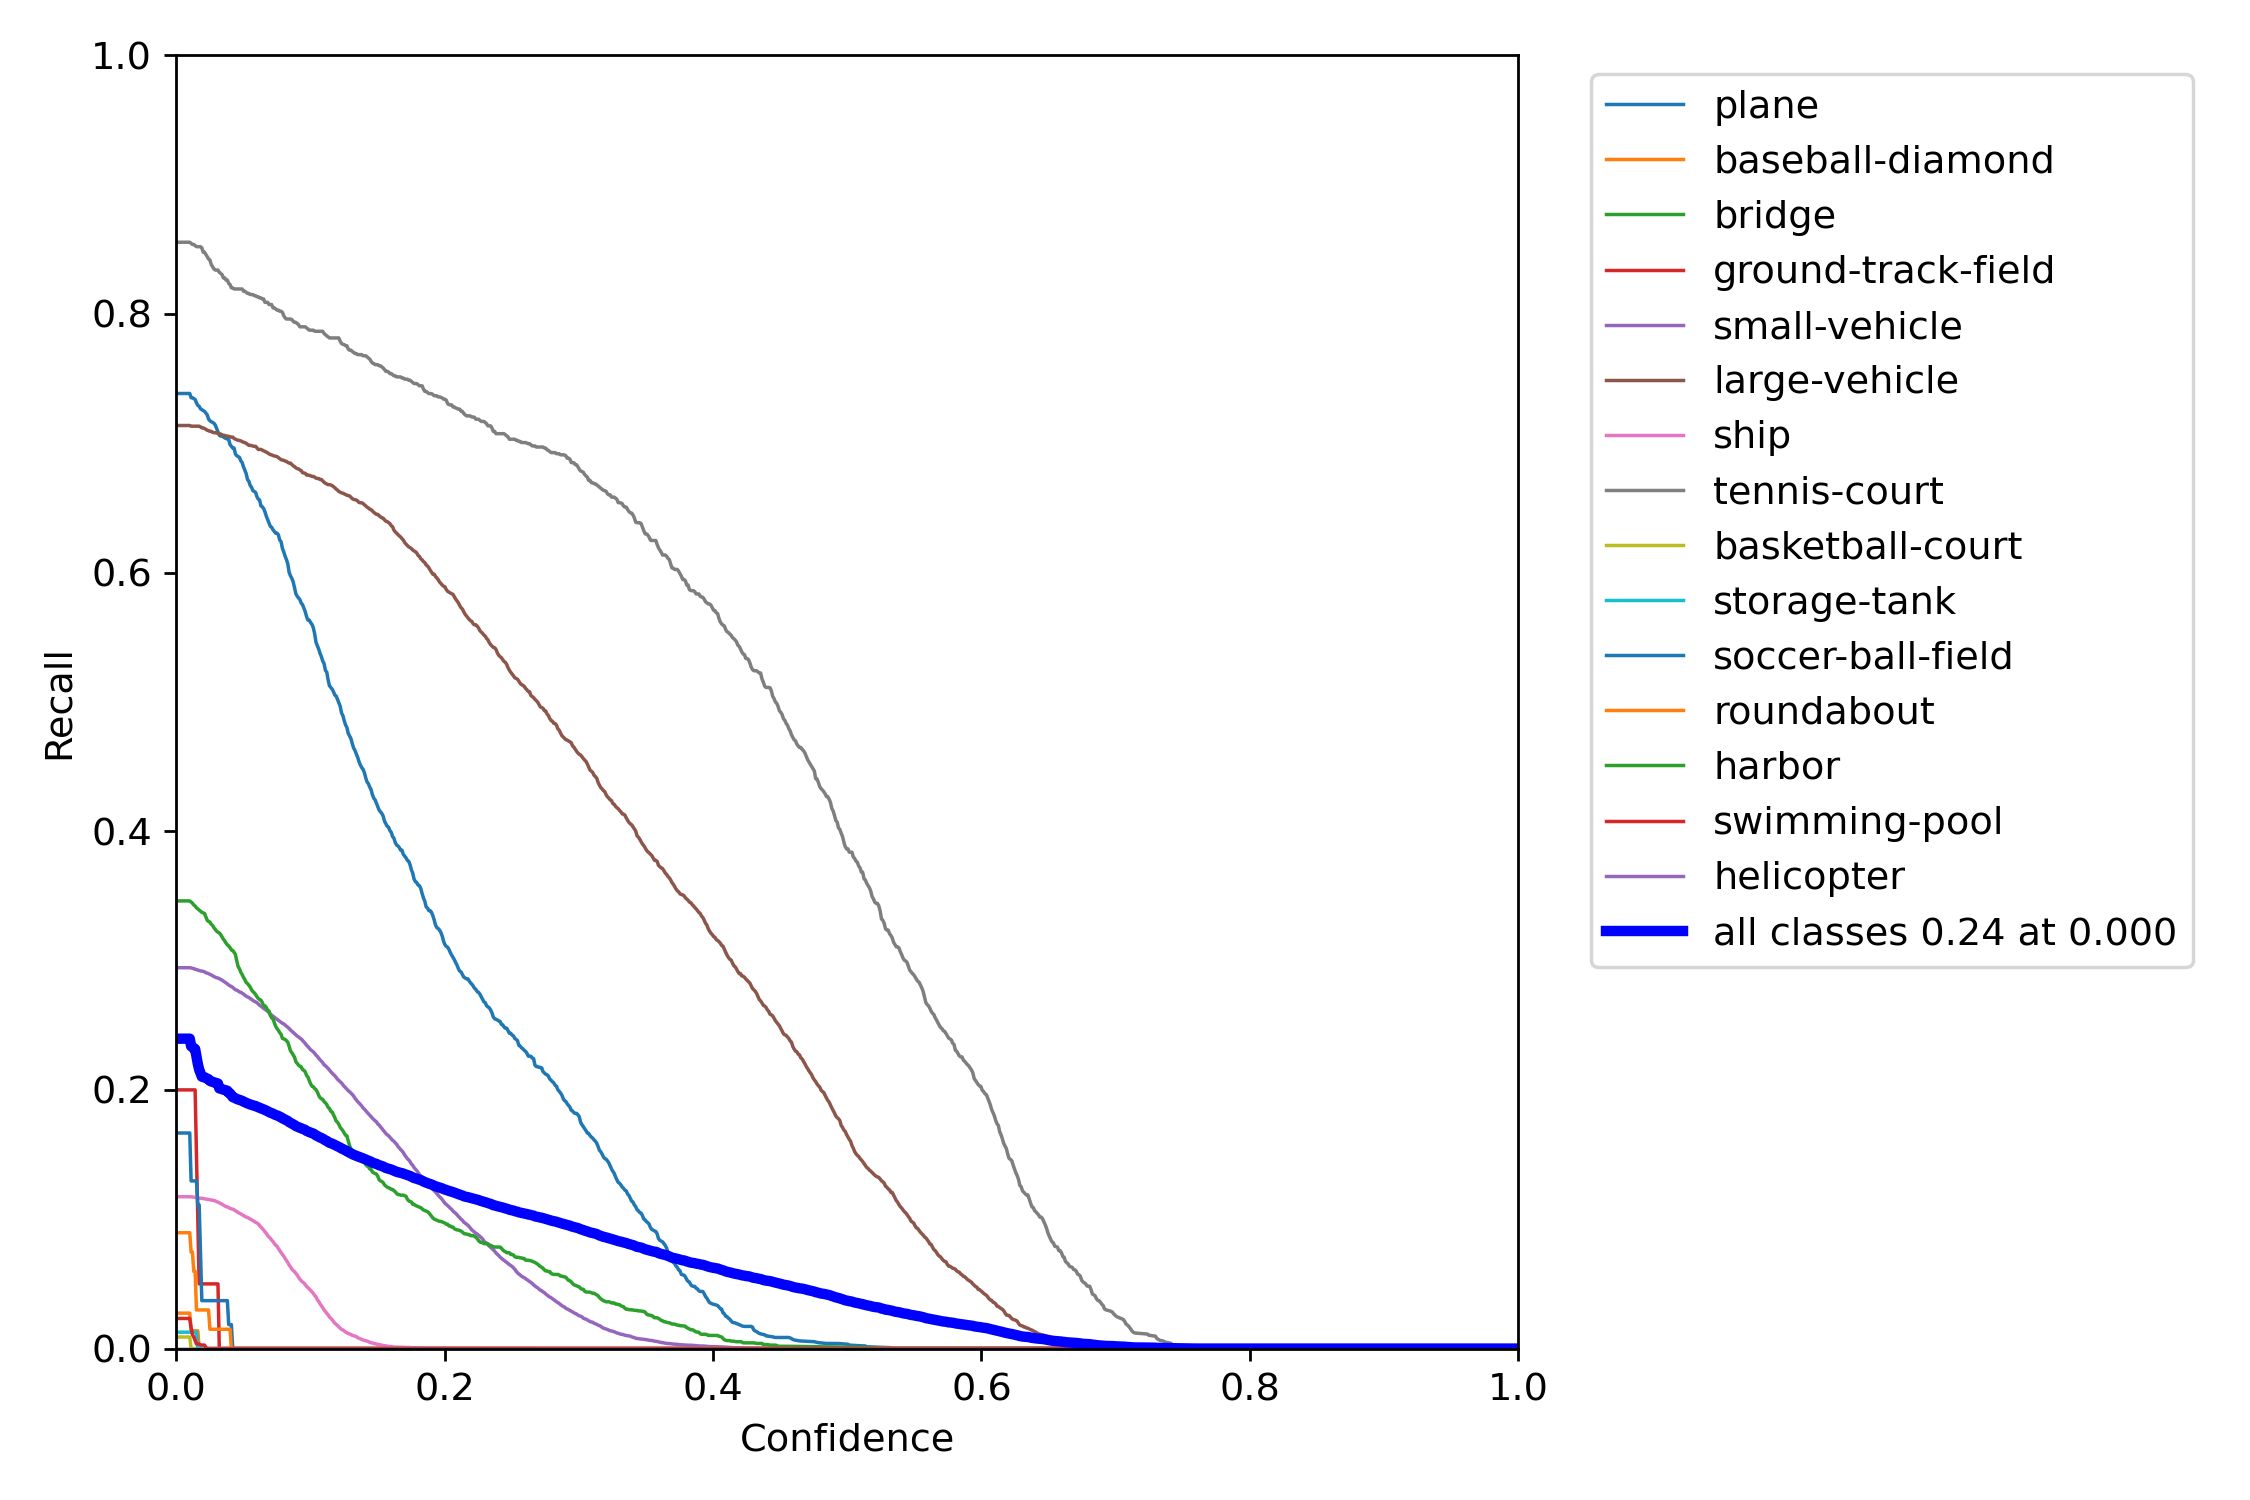 1.0
0.8
0.6
0.4
0.2
0.0
Recall
0.0 0.2 0.4 0.6 0.8 1.0
Confidence
plane
baseball-diamond
bridge
ground-track-field
small-vehicle
large-vehicle
ship
tennis-court
basketball-court
storage-tank
soccer-ball-field
roundabout
harbor
swimming-pool
helicopter
all classes 0.24 at 0.000